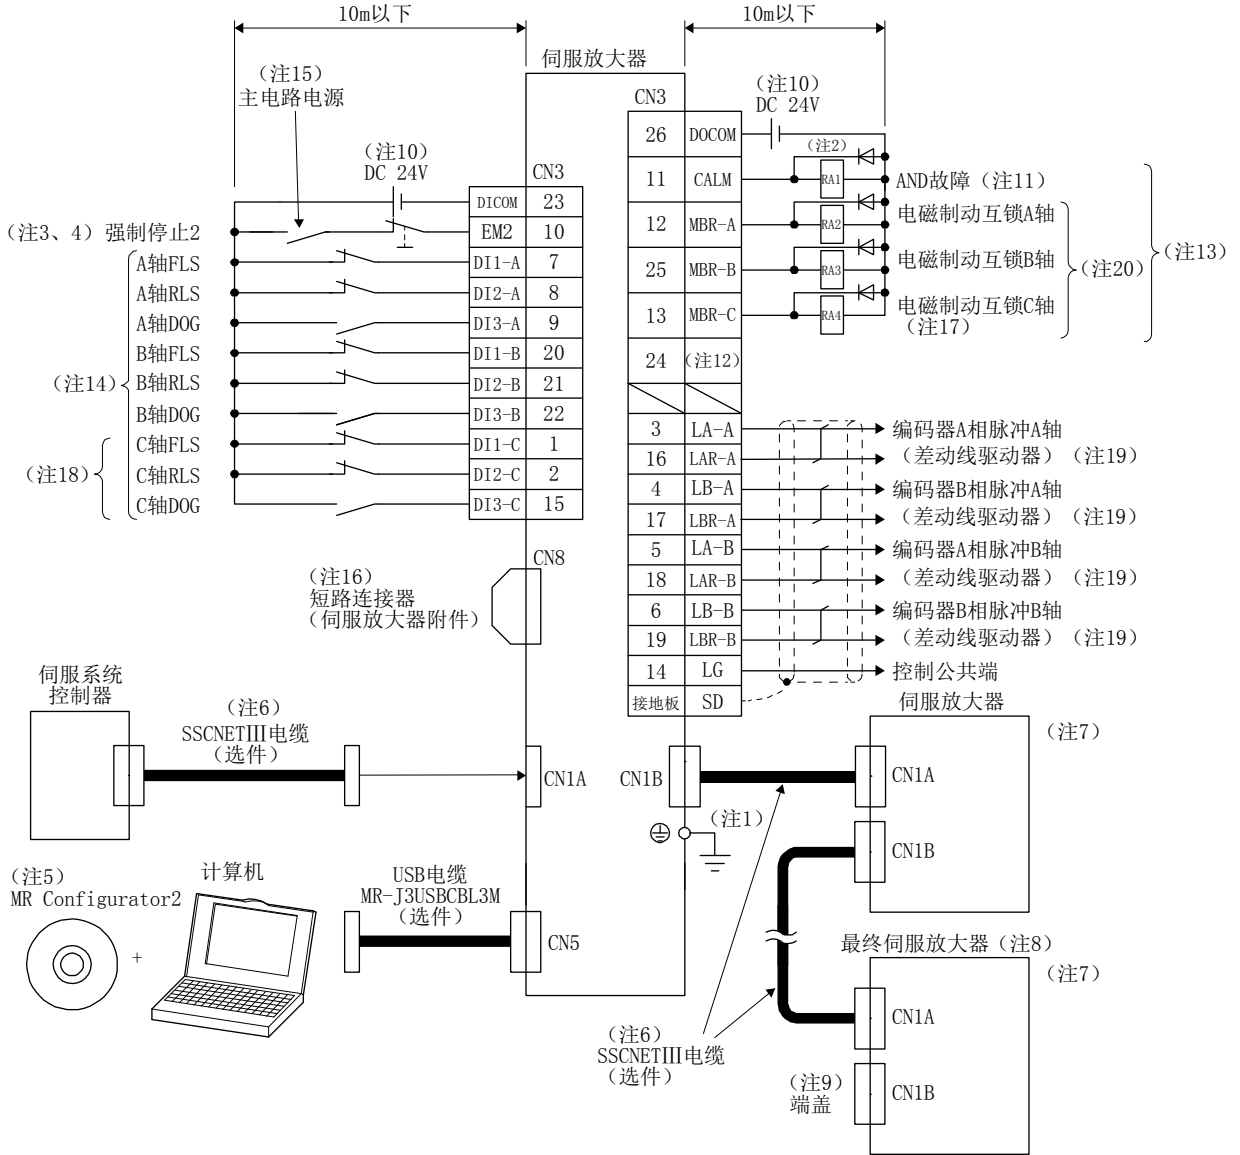 10m以下
10m以下
伺服放大器
（注15）
主电路电源
（注10）
DC 24V
CN3
DICOM 23
（注3、4）强制停止2 EM2 10
A轴FLS DI1-A 7
A轴RLS DI2-A 8
A轴DOG DI3-A 9
B轴FLS DI1-B 20
（注14） B轴RLS DI2-B 21
B轴DOG DI3-B 22
C轴FLS DI1-C 1
（注18） C轴RLS DI2-C 2
C轴DOG DI3-C 15
CN3
（注10）
DC 24V
26 DOCOM
（注2）
11 CALM RA1 AND故障（注11）
12 MBR-A RA2 电磁制动互锁A轴
25 MBR-B RA3 电磁制动互锁B轴
13 MBR-C RA4 电磁制动互锁C轴
（注17）
（注20）
（注13）
24 （注12）
3 LA-A 编码器A相脉冲A轴
16 LAR-A （差动线驱动器）（注19）
4 LB-A 编码器B相脉冲A轴
17 LBR-A （差动线驱动器）（注19）
5 LA-B 编码器A相脉冲B轴
18 LAR-B （差动线驱动器）（注19）
6 LB-B 编码器B相脉冲B轴
19 LBR-B （差动线驱动器）（注19）
14 LG 控制公共端
接地板 SD
CN8
（注16）
短路连接器
（伺服放大器附件）
伺服系统
控制器
（注6）
SSCNETⅢ电缆
（选件）
CN1A
CN1B
（注1）
伺服放大器
（注7）
CN1A
CN1B
（注5）
MR Configurator2
+
计算机
USB电缆
MR-J3USBCBL3M
（选件）
CN5
最终伺服放大器（注8）
（注7）
CN1A
（注6）
SSCNETⅢ电缆
（选件）
（注9）
端盖
CN1B